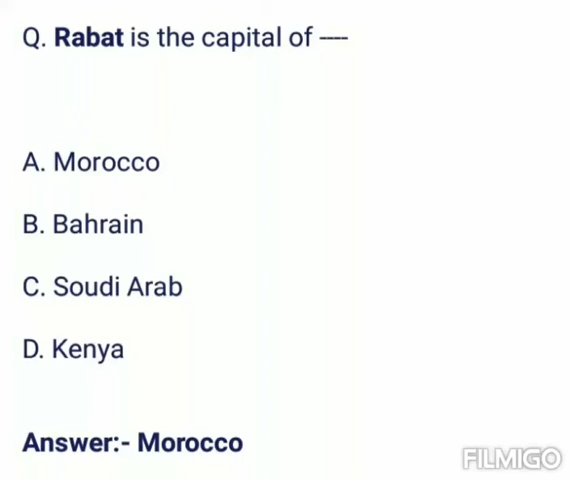 Q. Rabat is the capital of ----
A. Morocco
B. Bahrain
C. Soudi Arab
D. Kenya
Answer:- Morocco
FILMIGO